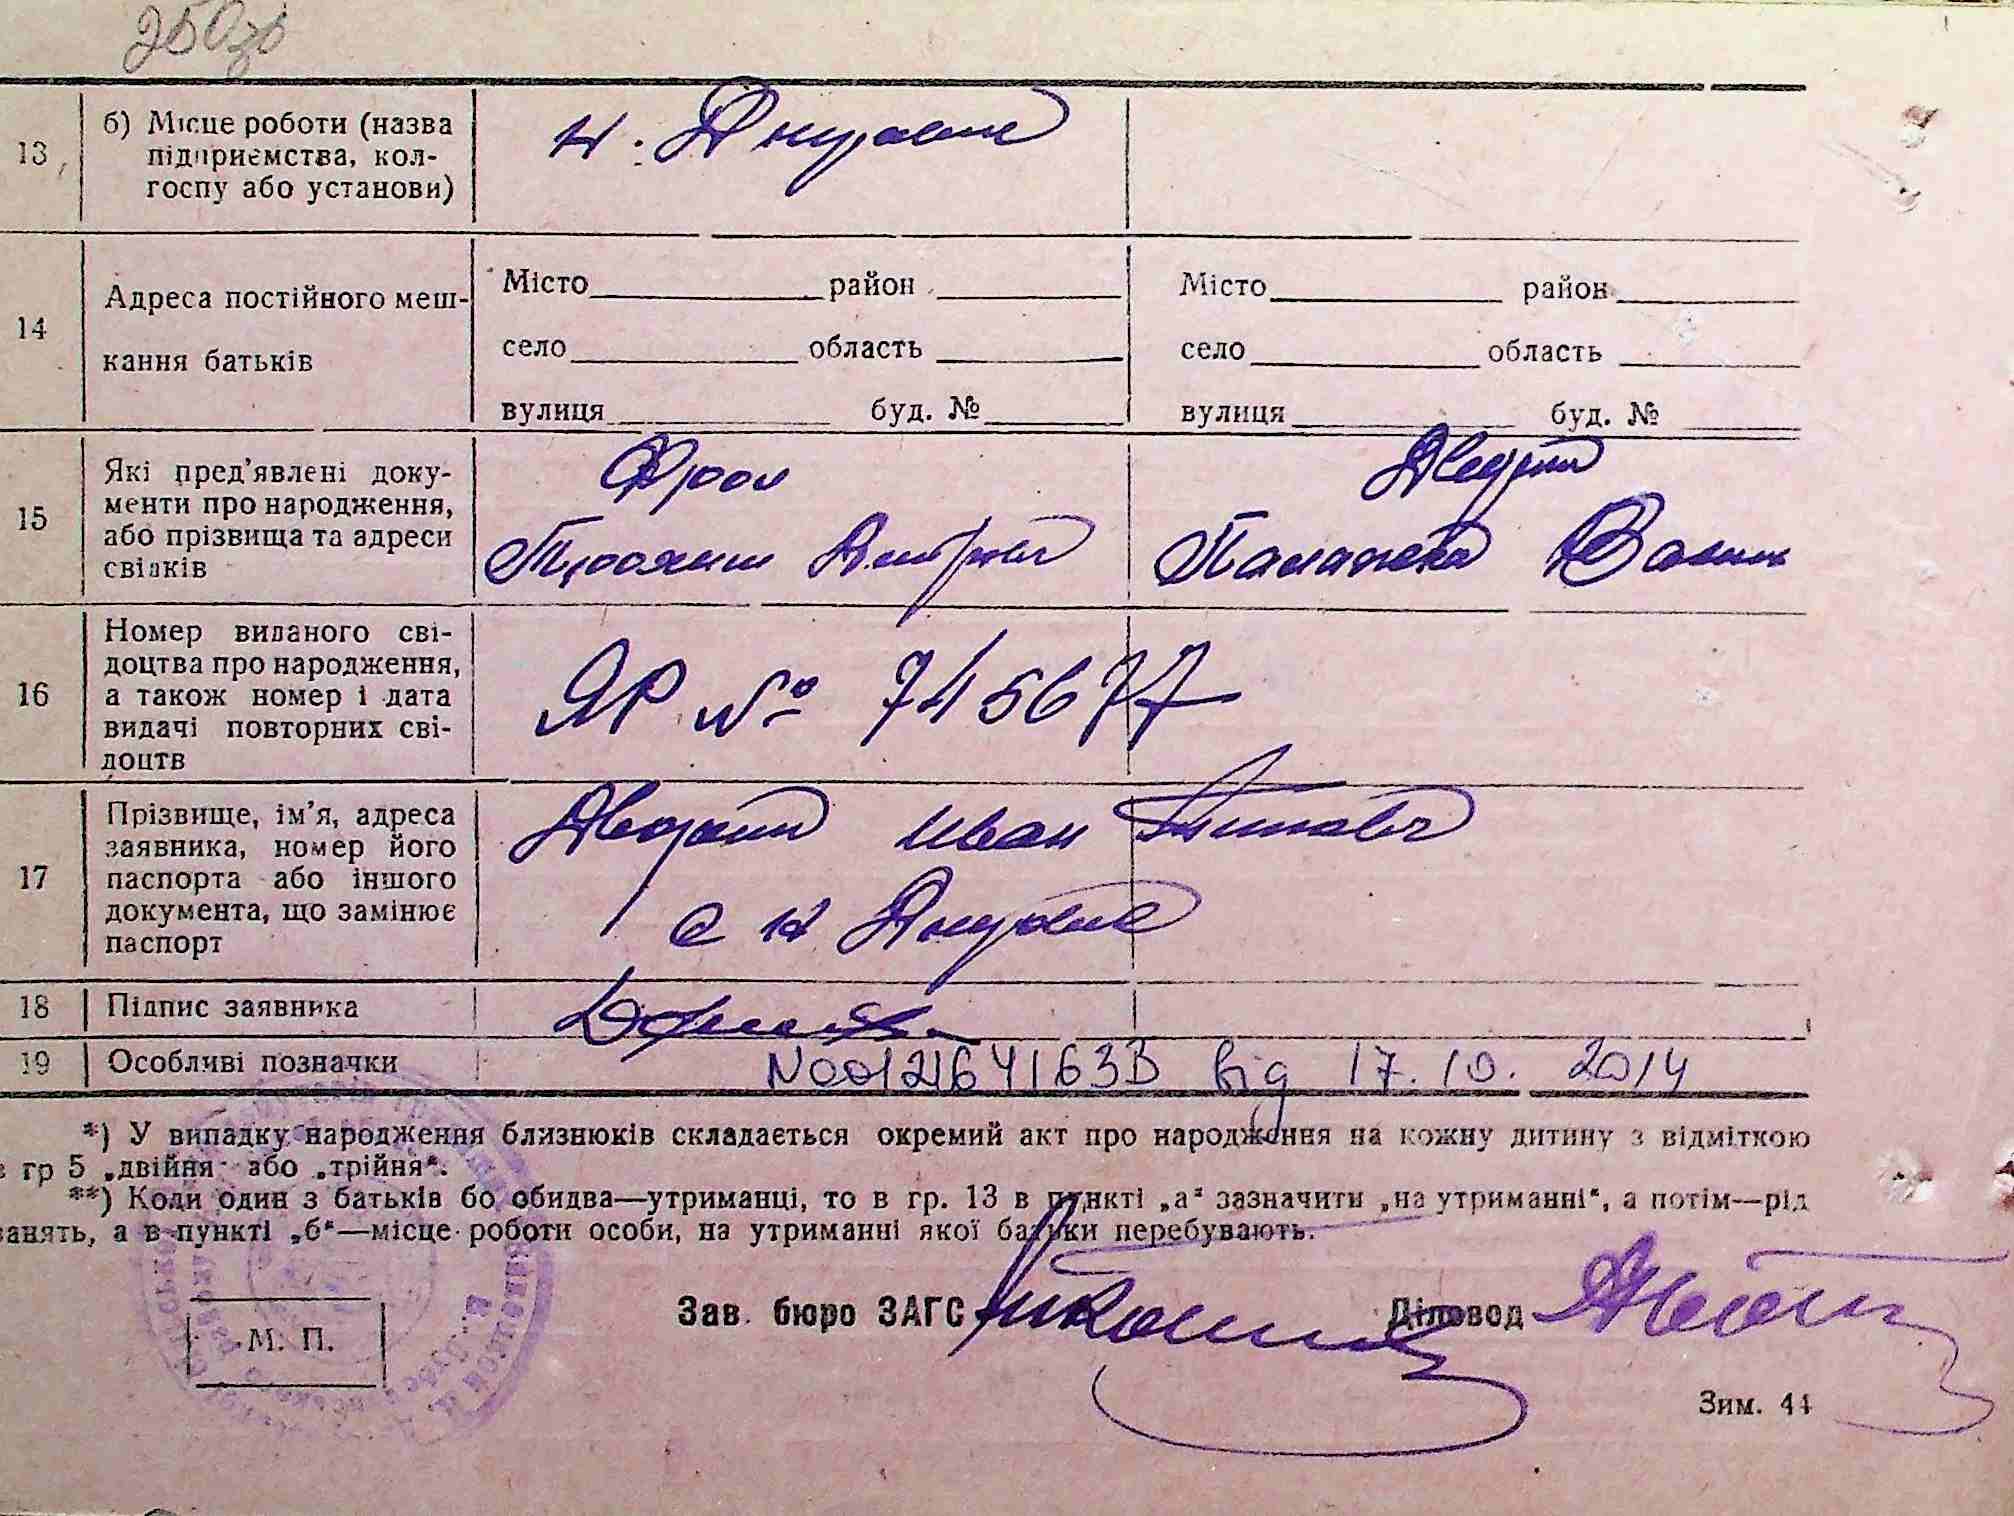 250
13
б) Місце роботи (назва
підприємства, кол-
госпу або установи)
14
Адреса постійного меш-
кання батьків
Місто район
село область
вулиця буд. №
Місто район
село область
вулиця буд. №
15
Які пред'явлені доку-
менти про народження,
або прізвища та адреси
свідків
16
Номер виданого сві-
доцтва про народження,
а також номер і дата
видачі повторних сві-
доцтв
ЯР № 745677
17
Прізвище, ім'я, адреса
заявника, номер його
паспорта або іншого
документа, що замінює
паспорт
Иван
с
18
Підпис заявника
19
Особливі позначки
N0012164163В від 17.10. 2014
*) У випадку народження близнюків складається окремий акт про народження на кожну дитину з відміткою
в гр 5 „двійня" або „трійня".
**) Коли один з батьків бо обидва—утриманці, то в гр. 13 в пункті „а" зазначити „на утриманні", а потім—рід
занять, а в пункті „б"—місце роботи особи, на утриманні якої батьки перебувають.
М. П.
Зав. бюро ЗАГС
Діловод
Зим. 44